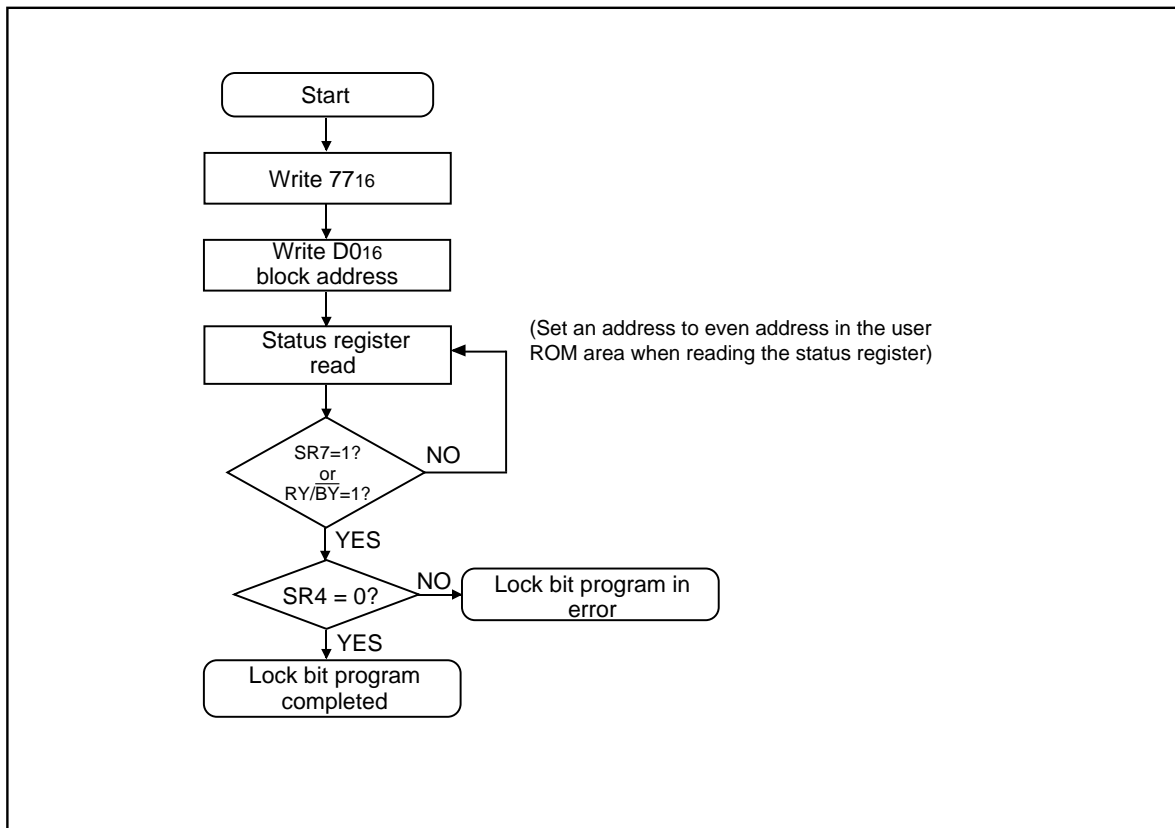 Start
Write 7716
Write D016
block address
Status register
read
(Set an address to even address in the user
ROM area when reading the status register)
SR7=1?
or
RY/B̅Y̅=1?
NO
YES
SR4 = 0?
NO
Lock bit program in
error
YES
Lock bit program
completed